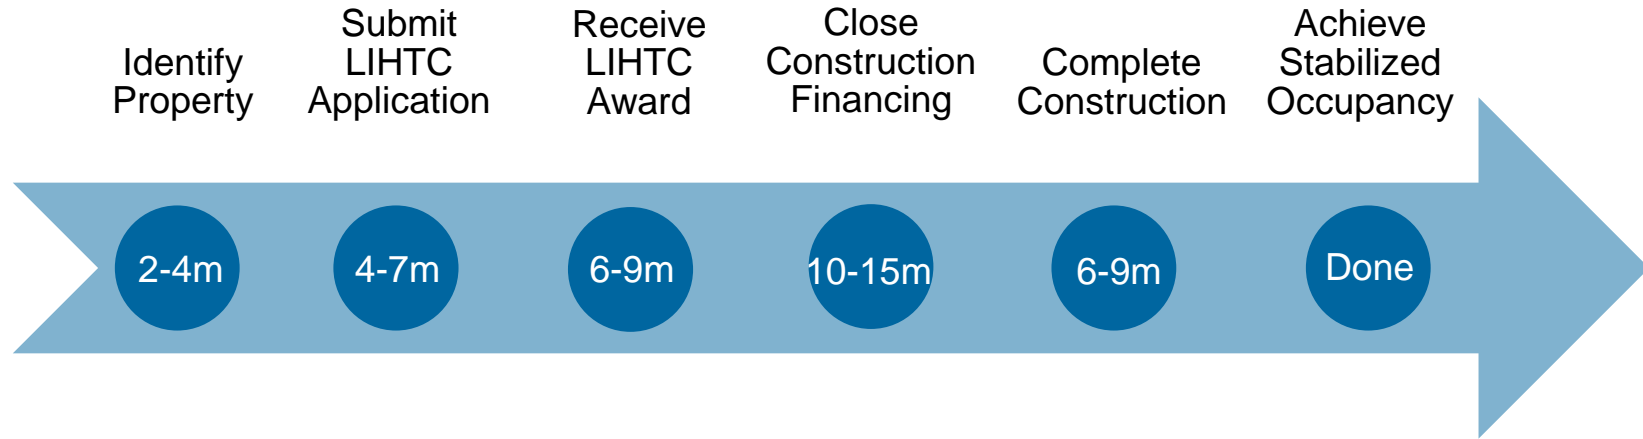 Identify
Property
Submit
LIHTC
Application
Receive
LIHTC
Award
Close
Construction
Financing
Complete
Construction
Achieve
Stabilized
Occupancy
2-4m
4-7m
6-9m
10-15m
6-9m
Done